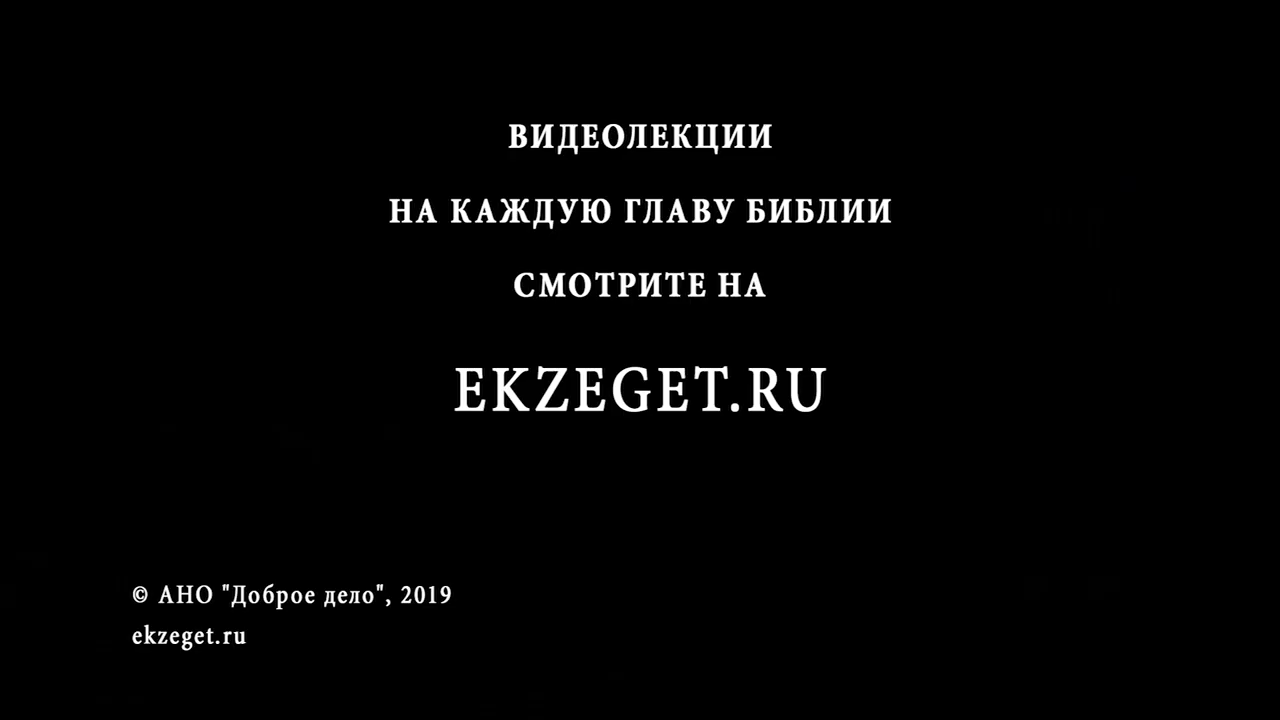 ВИДЕОЛЕКЦИИ
НА КАЖДУЮ ГЛАВУ БИБЛИИ
СМОТРИТЕ НА
EKZEGET.RU
© АНО "Доброе дело", 2019
ekzeget.ru